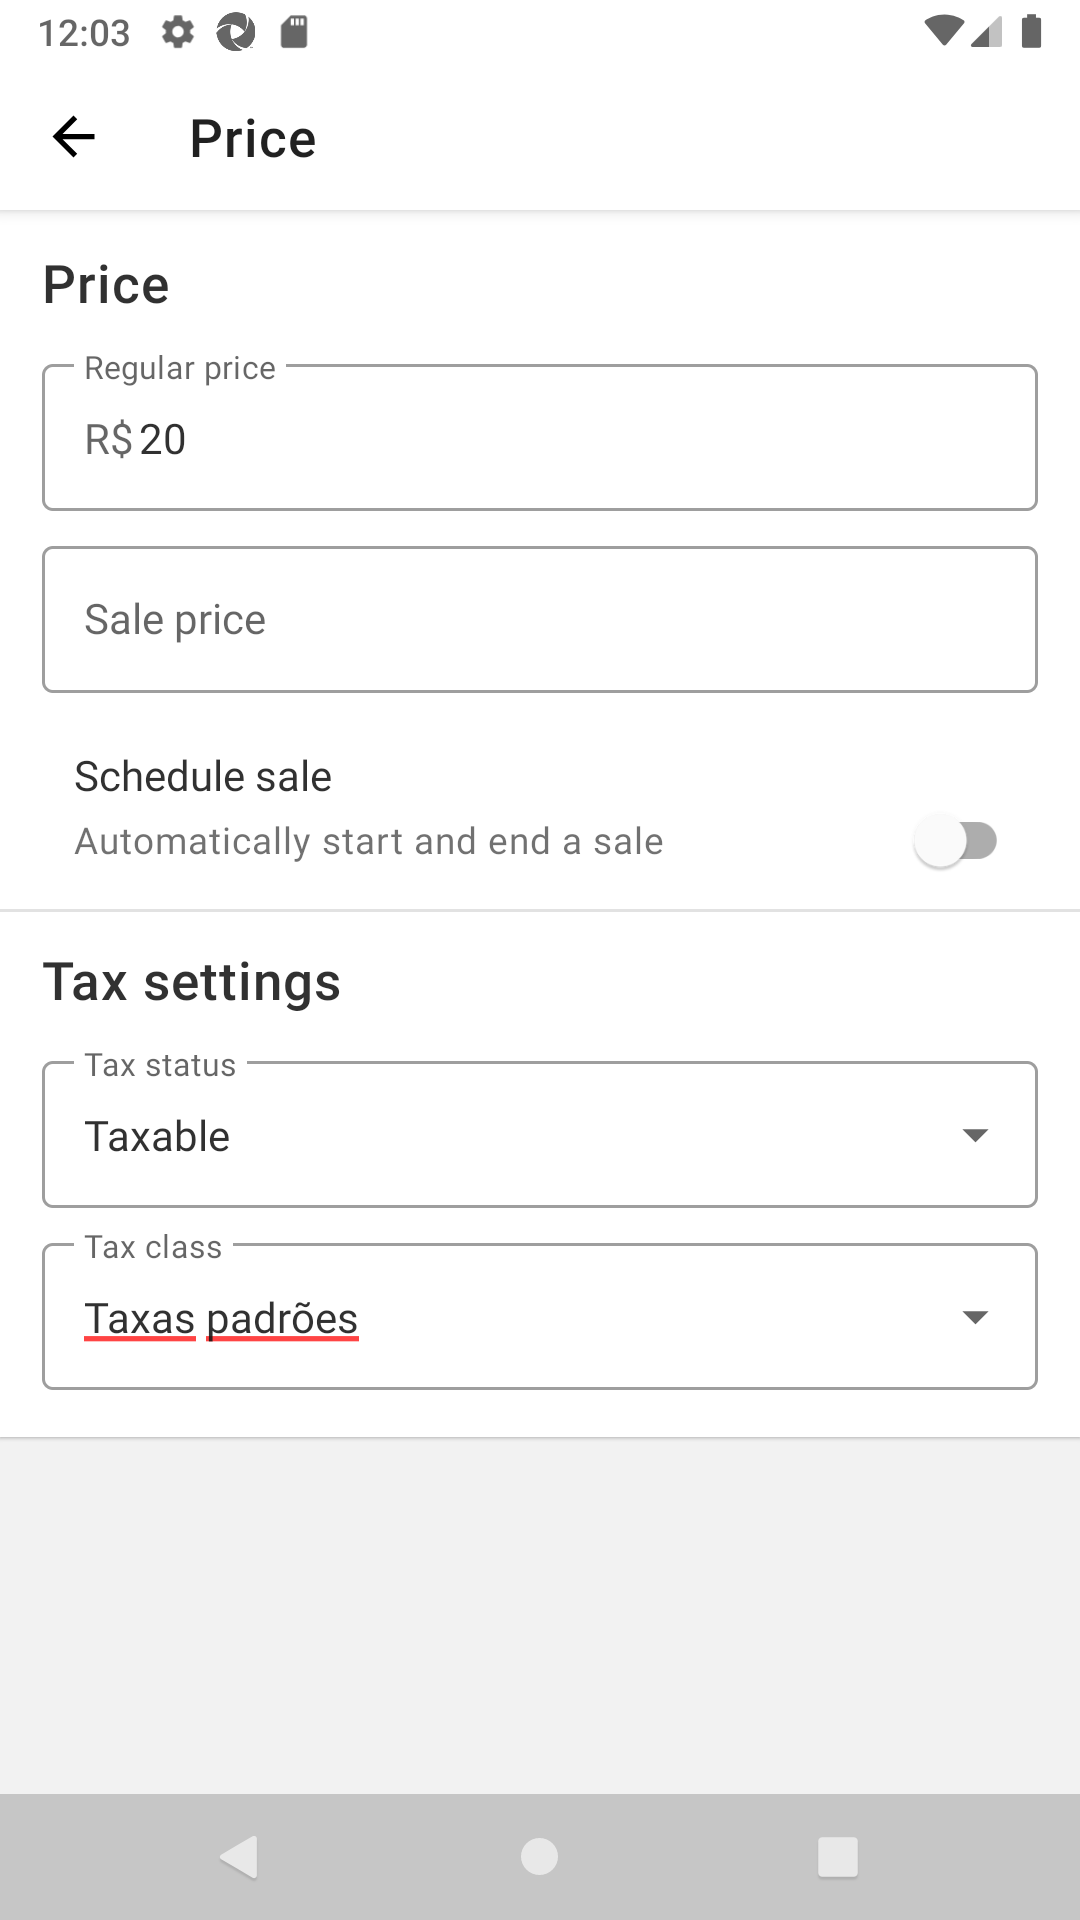 12:03
Price
Price
Regular price
R$ 20
Sale price
Schedule sale
Automatically start and end a sale
Tax settings
Tax status
Taxable
Tax class
Taxas padrões